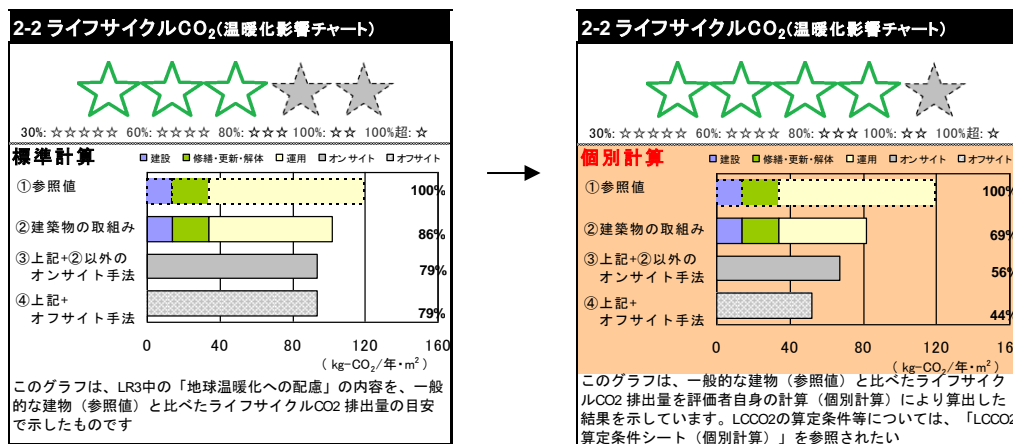 2-2 ライフサイクルCO2(温暖化影響チャート)
30%: ☆☆☆☆☆ 60%: ☆☆☆☆ 80%: ☆☆☆ 100%: ☆☆ 100%超: ☆
標準計算
建設 修繕・更新・解体 運用 オンサイト オフサイト
①参照値
100%
②建築物の取組み
86%
③上記+②以外の
オンサイト手法
79%
④上記+
オフサイト手法
79%
0 40 80 120 160
(kg-CO2/年・m2)
このグラフは、LR3中の「地球温暖化への配慮」の内容を、一般
的な建物(参照値)と比べたライフサイクルCO2 排出量の目安
で示したものです
2-2 ライフサイクルCO2(温暖化影響チャート)
30%: ☆☆☆☆☆ 60%: ☆☆☆☆ 80%: ☆☆☆ 100%: ☆☆ 100%超: ☆
個別計算
建設 修繕・更新・解体 運用 オンサイト オフサイト
①参照値
100%
②建築物の取組み
69%
③上記+②以外の
オンサイト手法
56%
④上記+
オフサイト手法
44%
0 40 80 120 16
(kg-CO2/年・m2)
このグラフは、一般的な建物(参照値)と比べたライフサイク
ルCO2 排出量を評価者自身の計算(個別計算)により算出した
結果を示しています。LCCO2の算定条件等については、「LCCO2
算定条件シート(個別計算)」を参照されたい